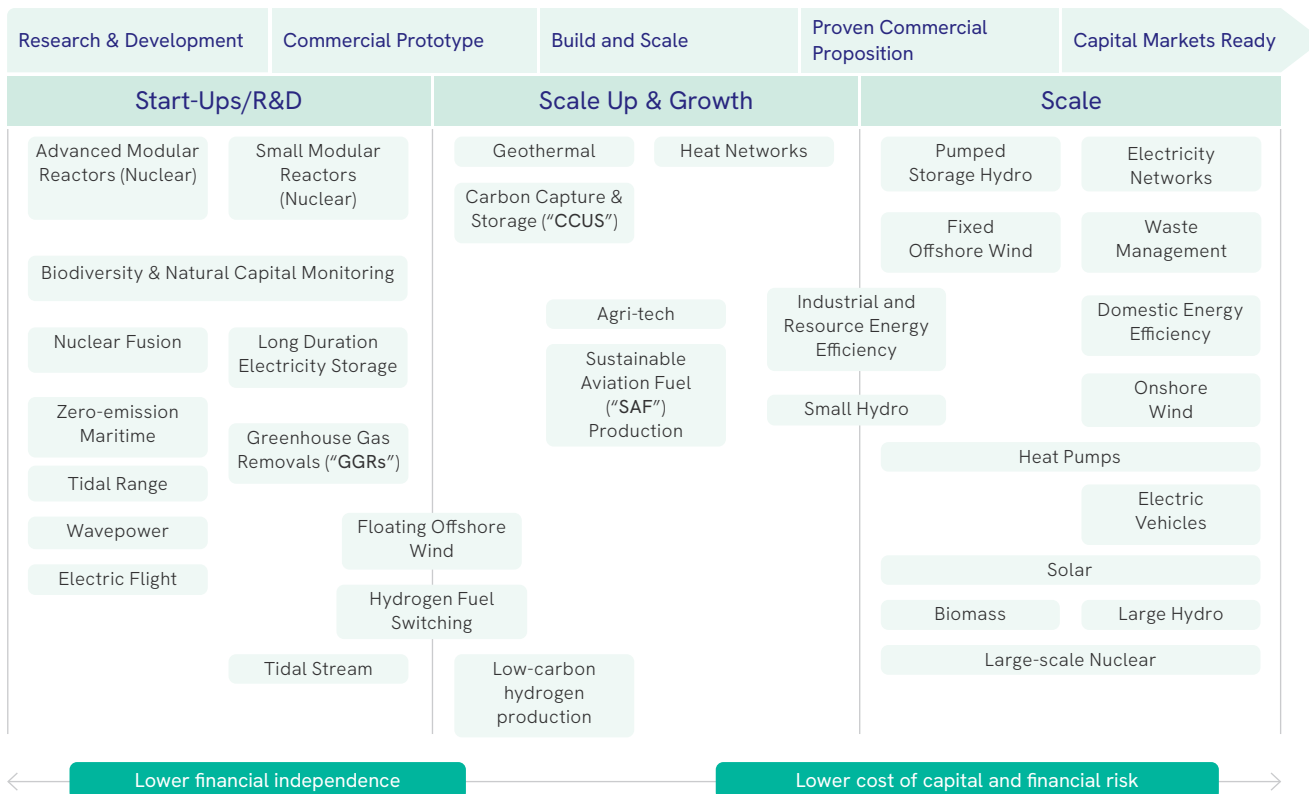 Research & Development
Commercial Prototype
Build and Scale
Proven Commercial
Proposition
Capital Markets Ready
Start-Ups/R&D
Scale Up & Growth
Scale
Advanced Modular
Reactors (Nuclear)
Small Modular
Reactors
(Nuclear)
Biodiversity & Natural Capital Monitoring
Nuclear Fusion
Long Duration
Electricity Storage
Zero-emission
Maritime
Greenhouse Gas
Removals (“GGRs”)
Tidal Range
Wavepower
Electric Flight
Floating Offshore
Wind
Hydrogen Fuel
Switching
Tidal Stream
Geothermal
Heat Networks
Carbon Capture &
Storage (“CCUS”)
Agri-tech
Sustainable
Aviation Fuel
(“SAF”)
Production
Low-carbon
hydrogen
production
Industrial and
Resource Energy
Efficiency
Small Hydro
Pumped
Storage Hydro
Electricity
Networks
Fixed
Offshore Wind
Waste
Management
Domestic Energy
Efficiency
Onshore
Wind
Heat Pumps
Electric
Vehicles
Solar
Biomass
Large Hydro
Large-scale Nuclear
Lower financial independence
Lower cost of capital and financial risk